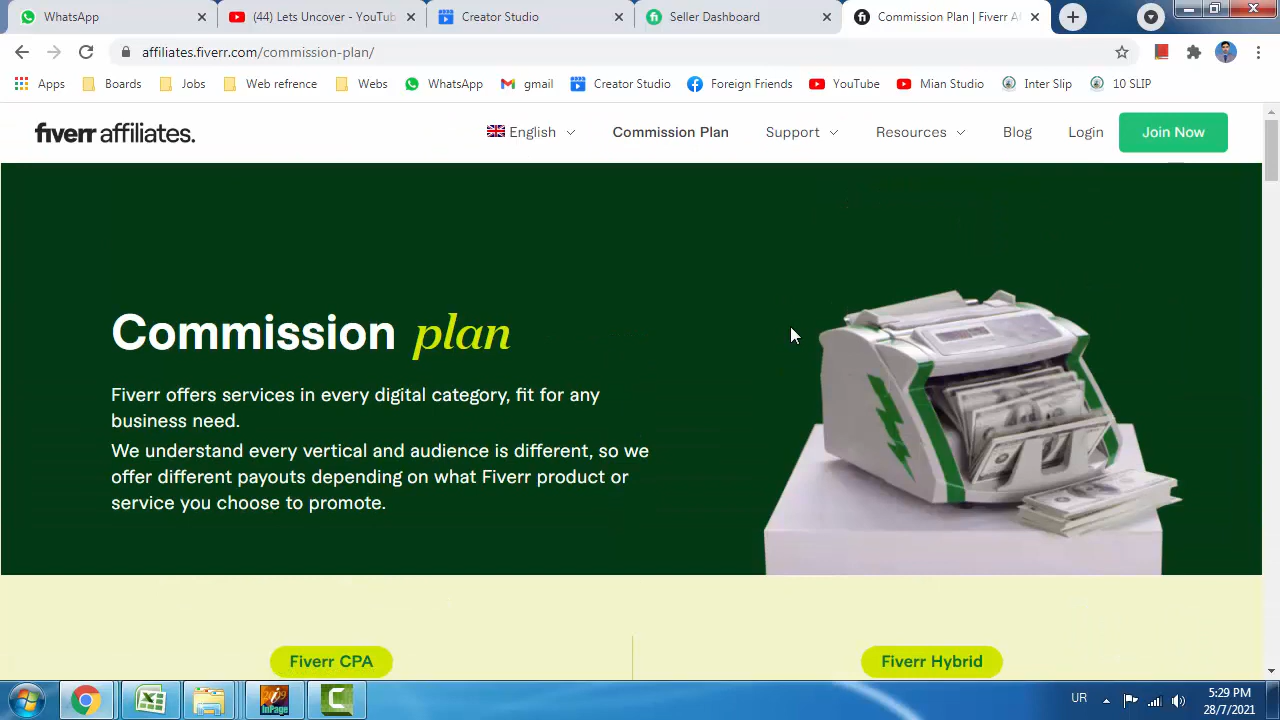 WhatsApp
(44) Lets Uncover - YouTub
Creator Studio
Seller Dashboard
Commission Plan | Fiverr Af
affiliates.fiverr.com/commission-plan/
Apps
Boards
Jobs
Web refrence
Webs
WhatsApp
gmail
Creator Studio
Foreign Friends
YouTube
Mian Studio
Inter Slip
10 SLIP
fiverr affiliates.
English
Commission Plan
Support
Resources
Blog
Login
Join Now
Commission plan
Fiverr offers services in every digital category, fit for any
business need.
We understand every vertical and audience is different, so we
offer different payouts depending on what Fiverr product or
service you choose to promote.
Fiverr CPA
Fiverr Hybrid
InPage
UR
5:29 PM
28/7/2021